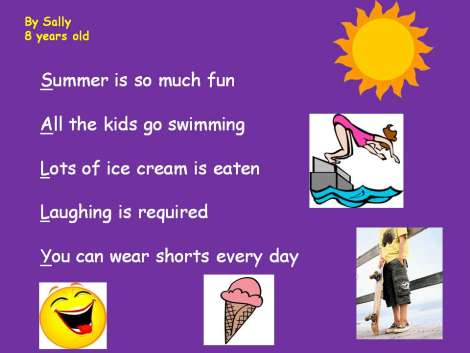 By Sally
8 years old
Summer is so much fun
All the kids go swimming
Lots of ice cream is eaten
Laughing is required
You can wear shorts every day